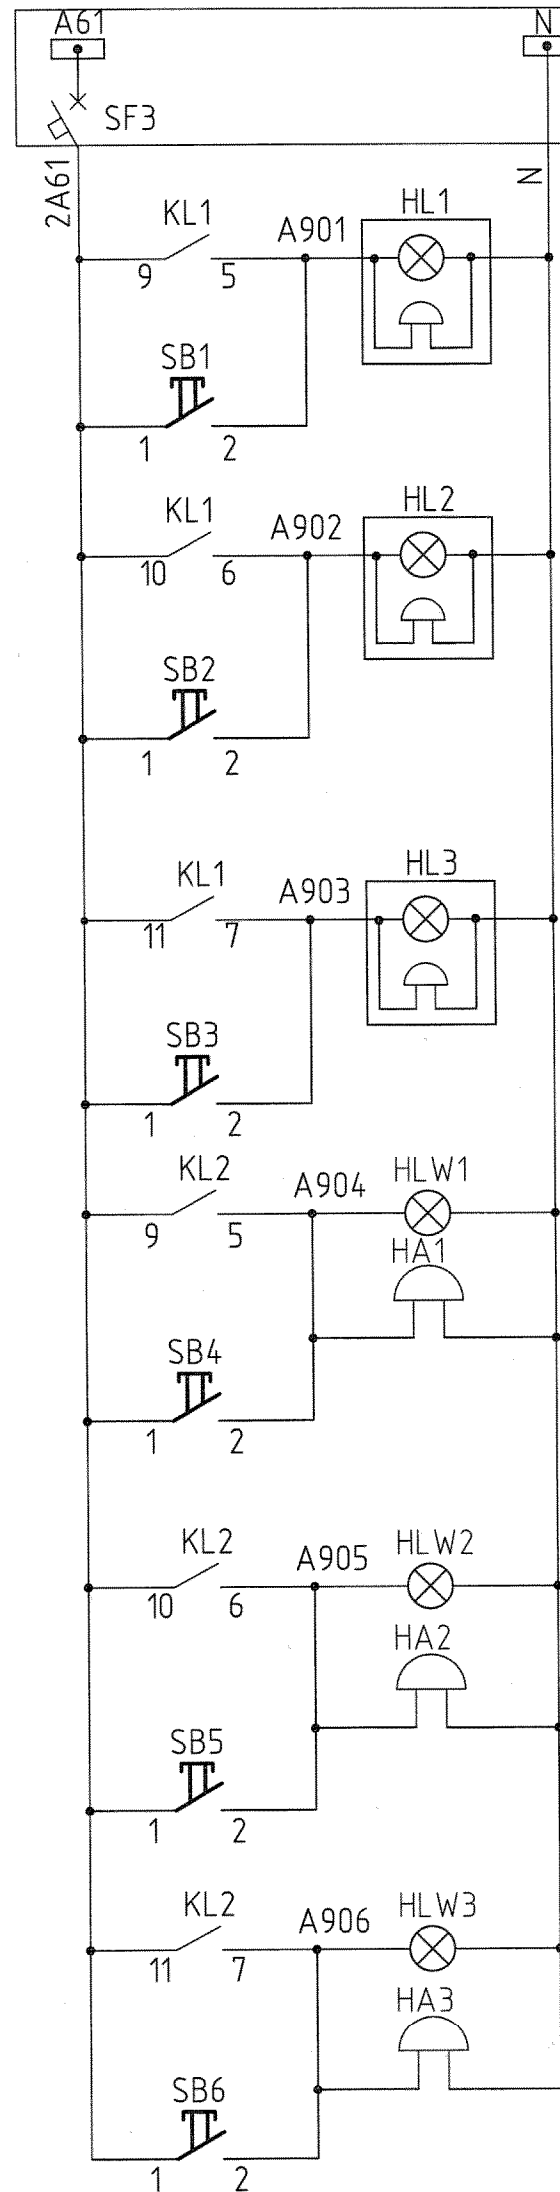 A61 N
SF3
2A61 N
KL1 A901 HL1
9 5
SB1
1 2
KL1 A902 HL2
10 6
SB2
1 2
KL1 A903 HL3
11 7
SB3
1 2
KL2 A904 HLW1
9 5
HA1
SB4
1 2
KL2 A905 HLW2
10 6
HA2
SB5
1 2
KL2 A906 HLW3
11 7
HA3
SB6
1 2